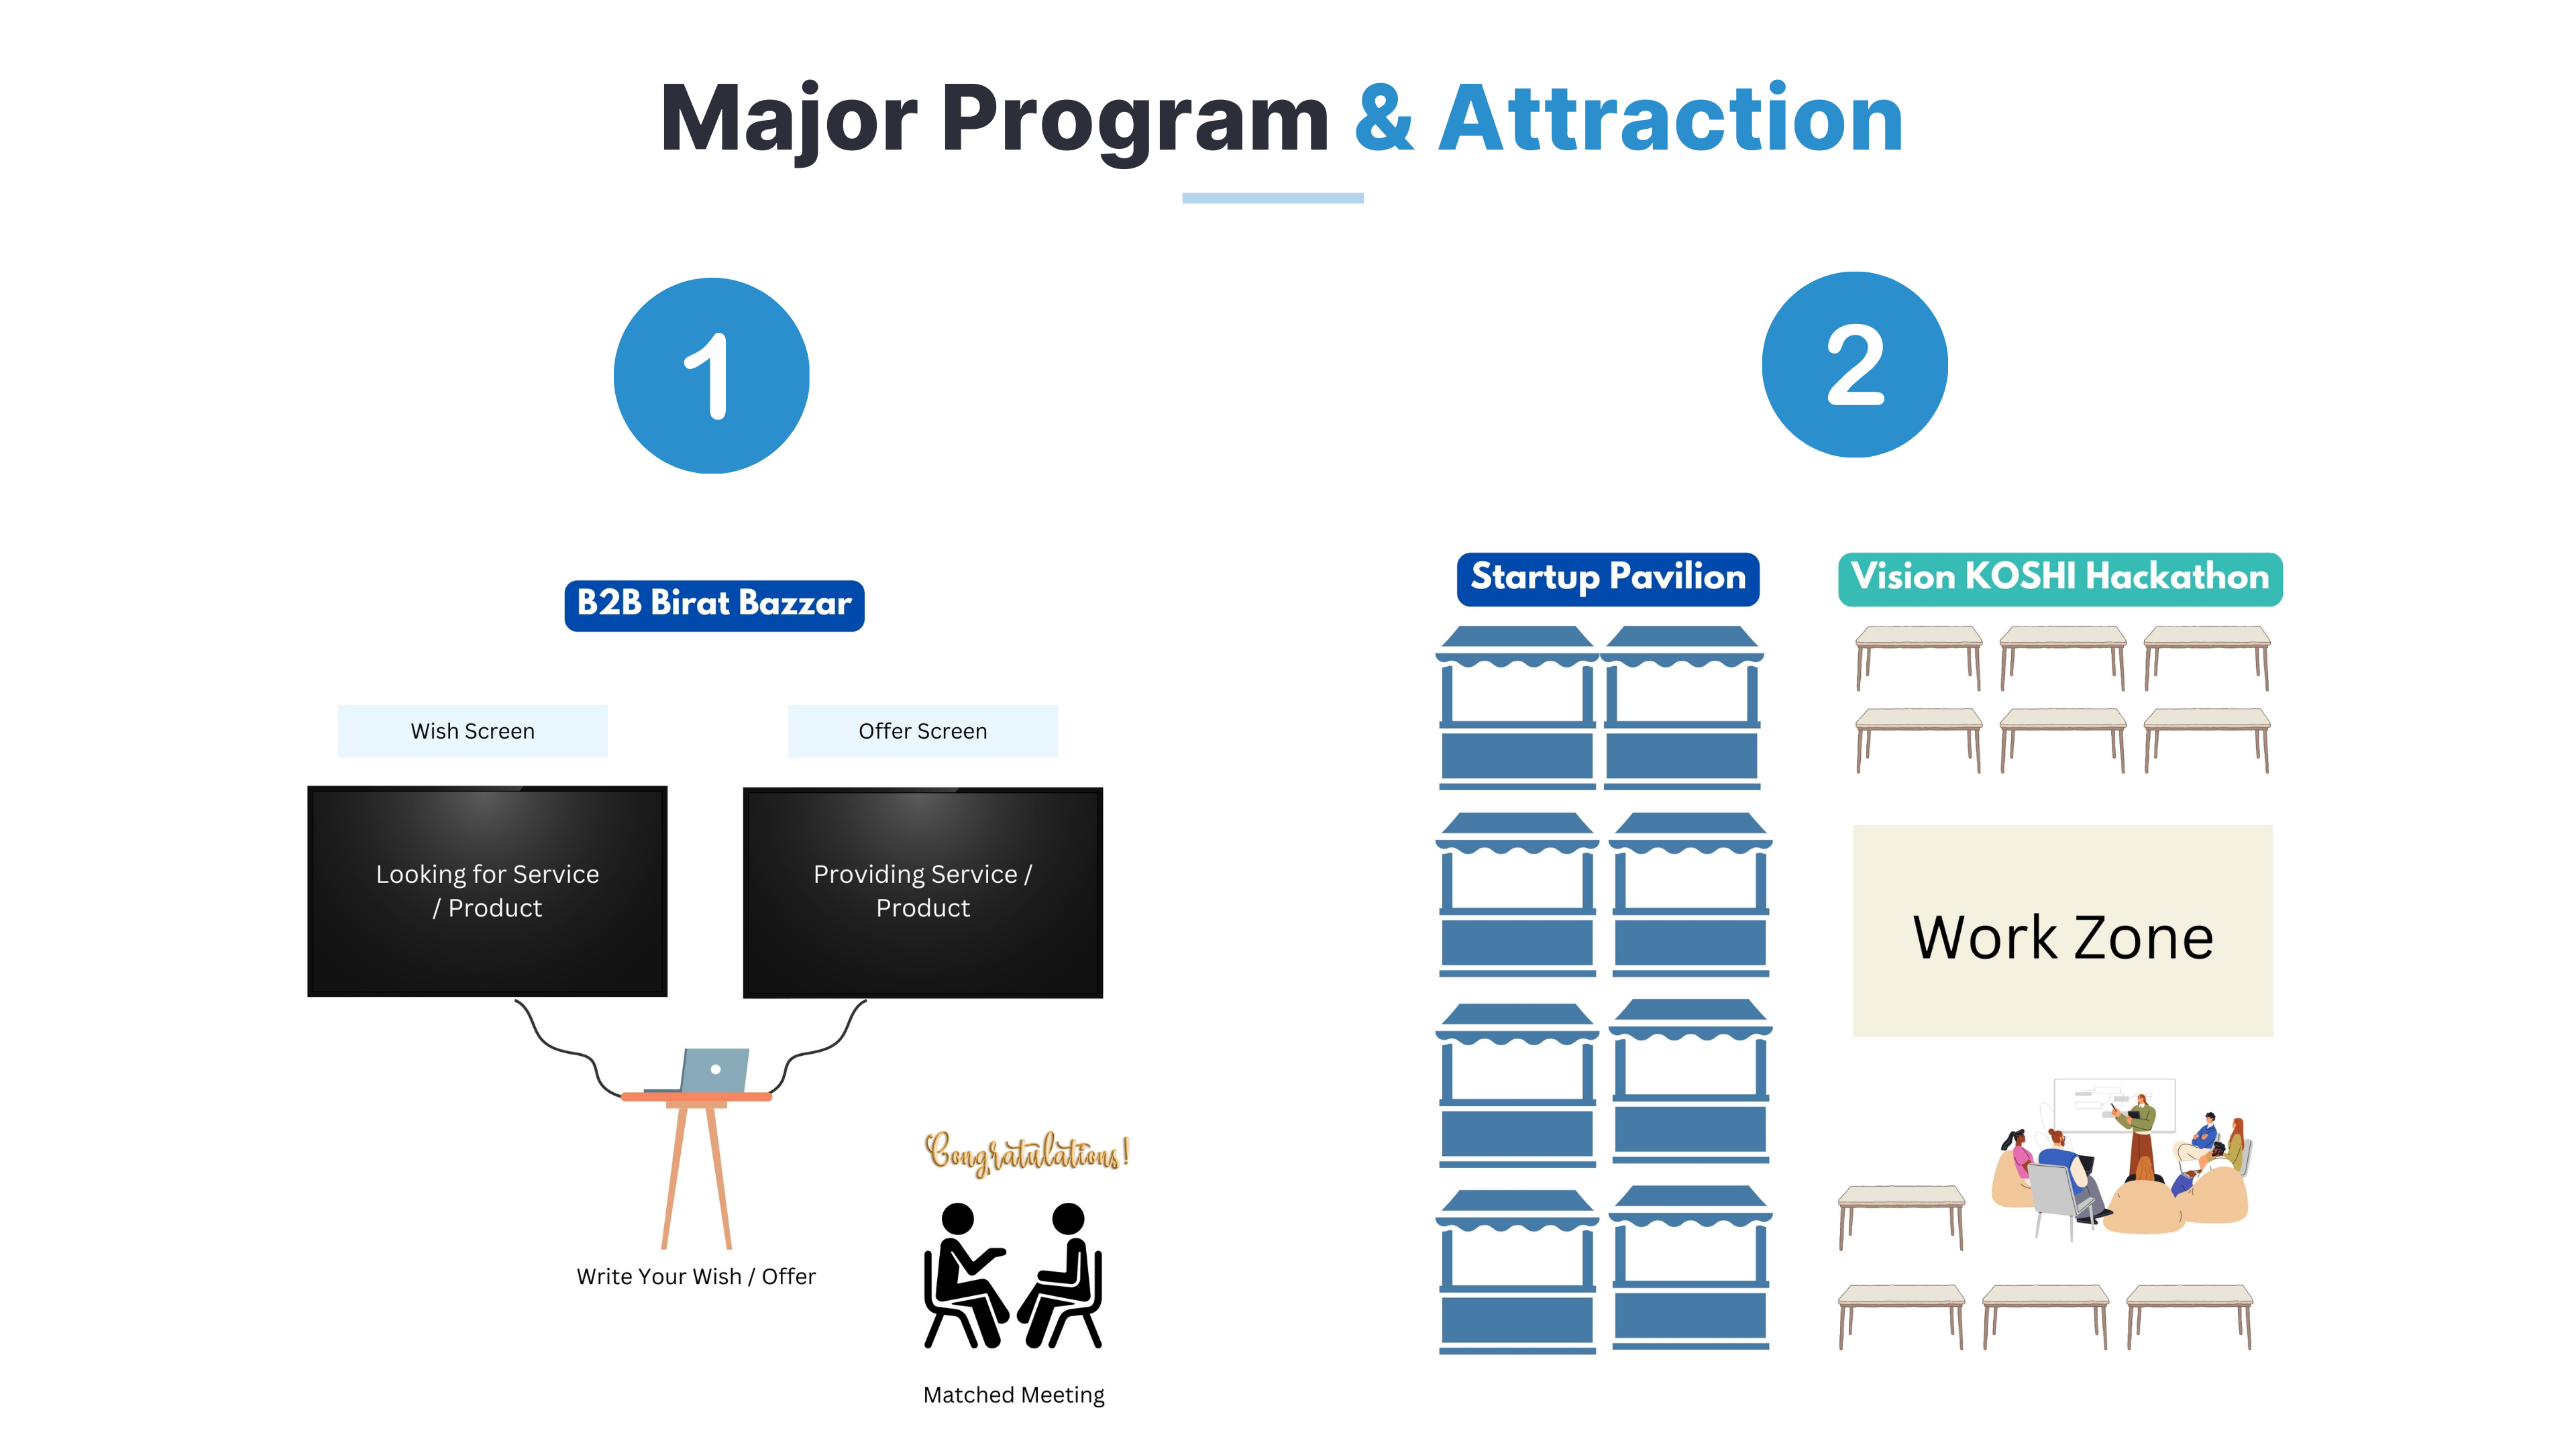 Major Program & Attraction
1
2
B2B Birat Bazzar
Wish Screen
Offer Screen
Looking for Service
/ Product
Providing Service /
Product
Write Your Wish / Offer
Congratulations!
Matched Meeting
Startup Pavilion
Vision KOSHI Hackathon
Work Zone